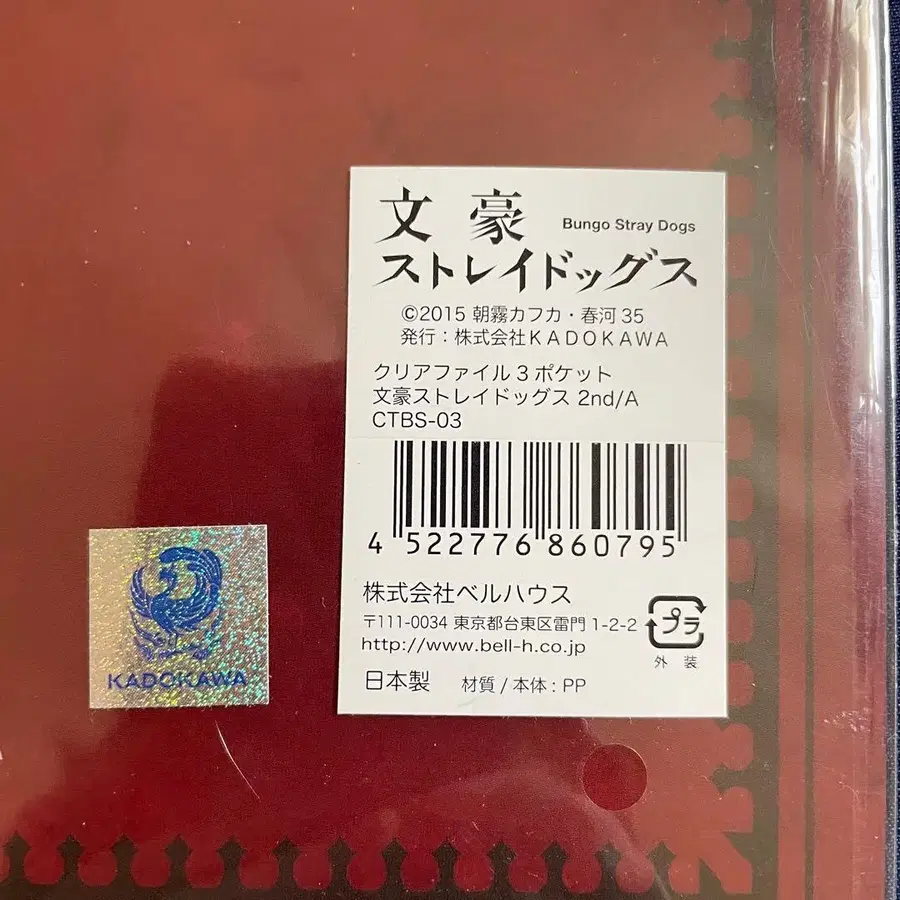 文豪 Bungo Stray Dogs
ストレイドッグス
©2015 朝霧カフカ・春河35
発行：株式会社KADOKAWA
クリアファイル3ポケット
文豪ストレイドッグス 2nd/A
CTBS-03
4 522776 860795
株式会社ベルハウス
〒111-0034 東京都台東区雷門 1-2-2
http://www.bell-h.co.jp
プラ
外装
日本製 材質/本体：PP
KADOKAWA